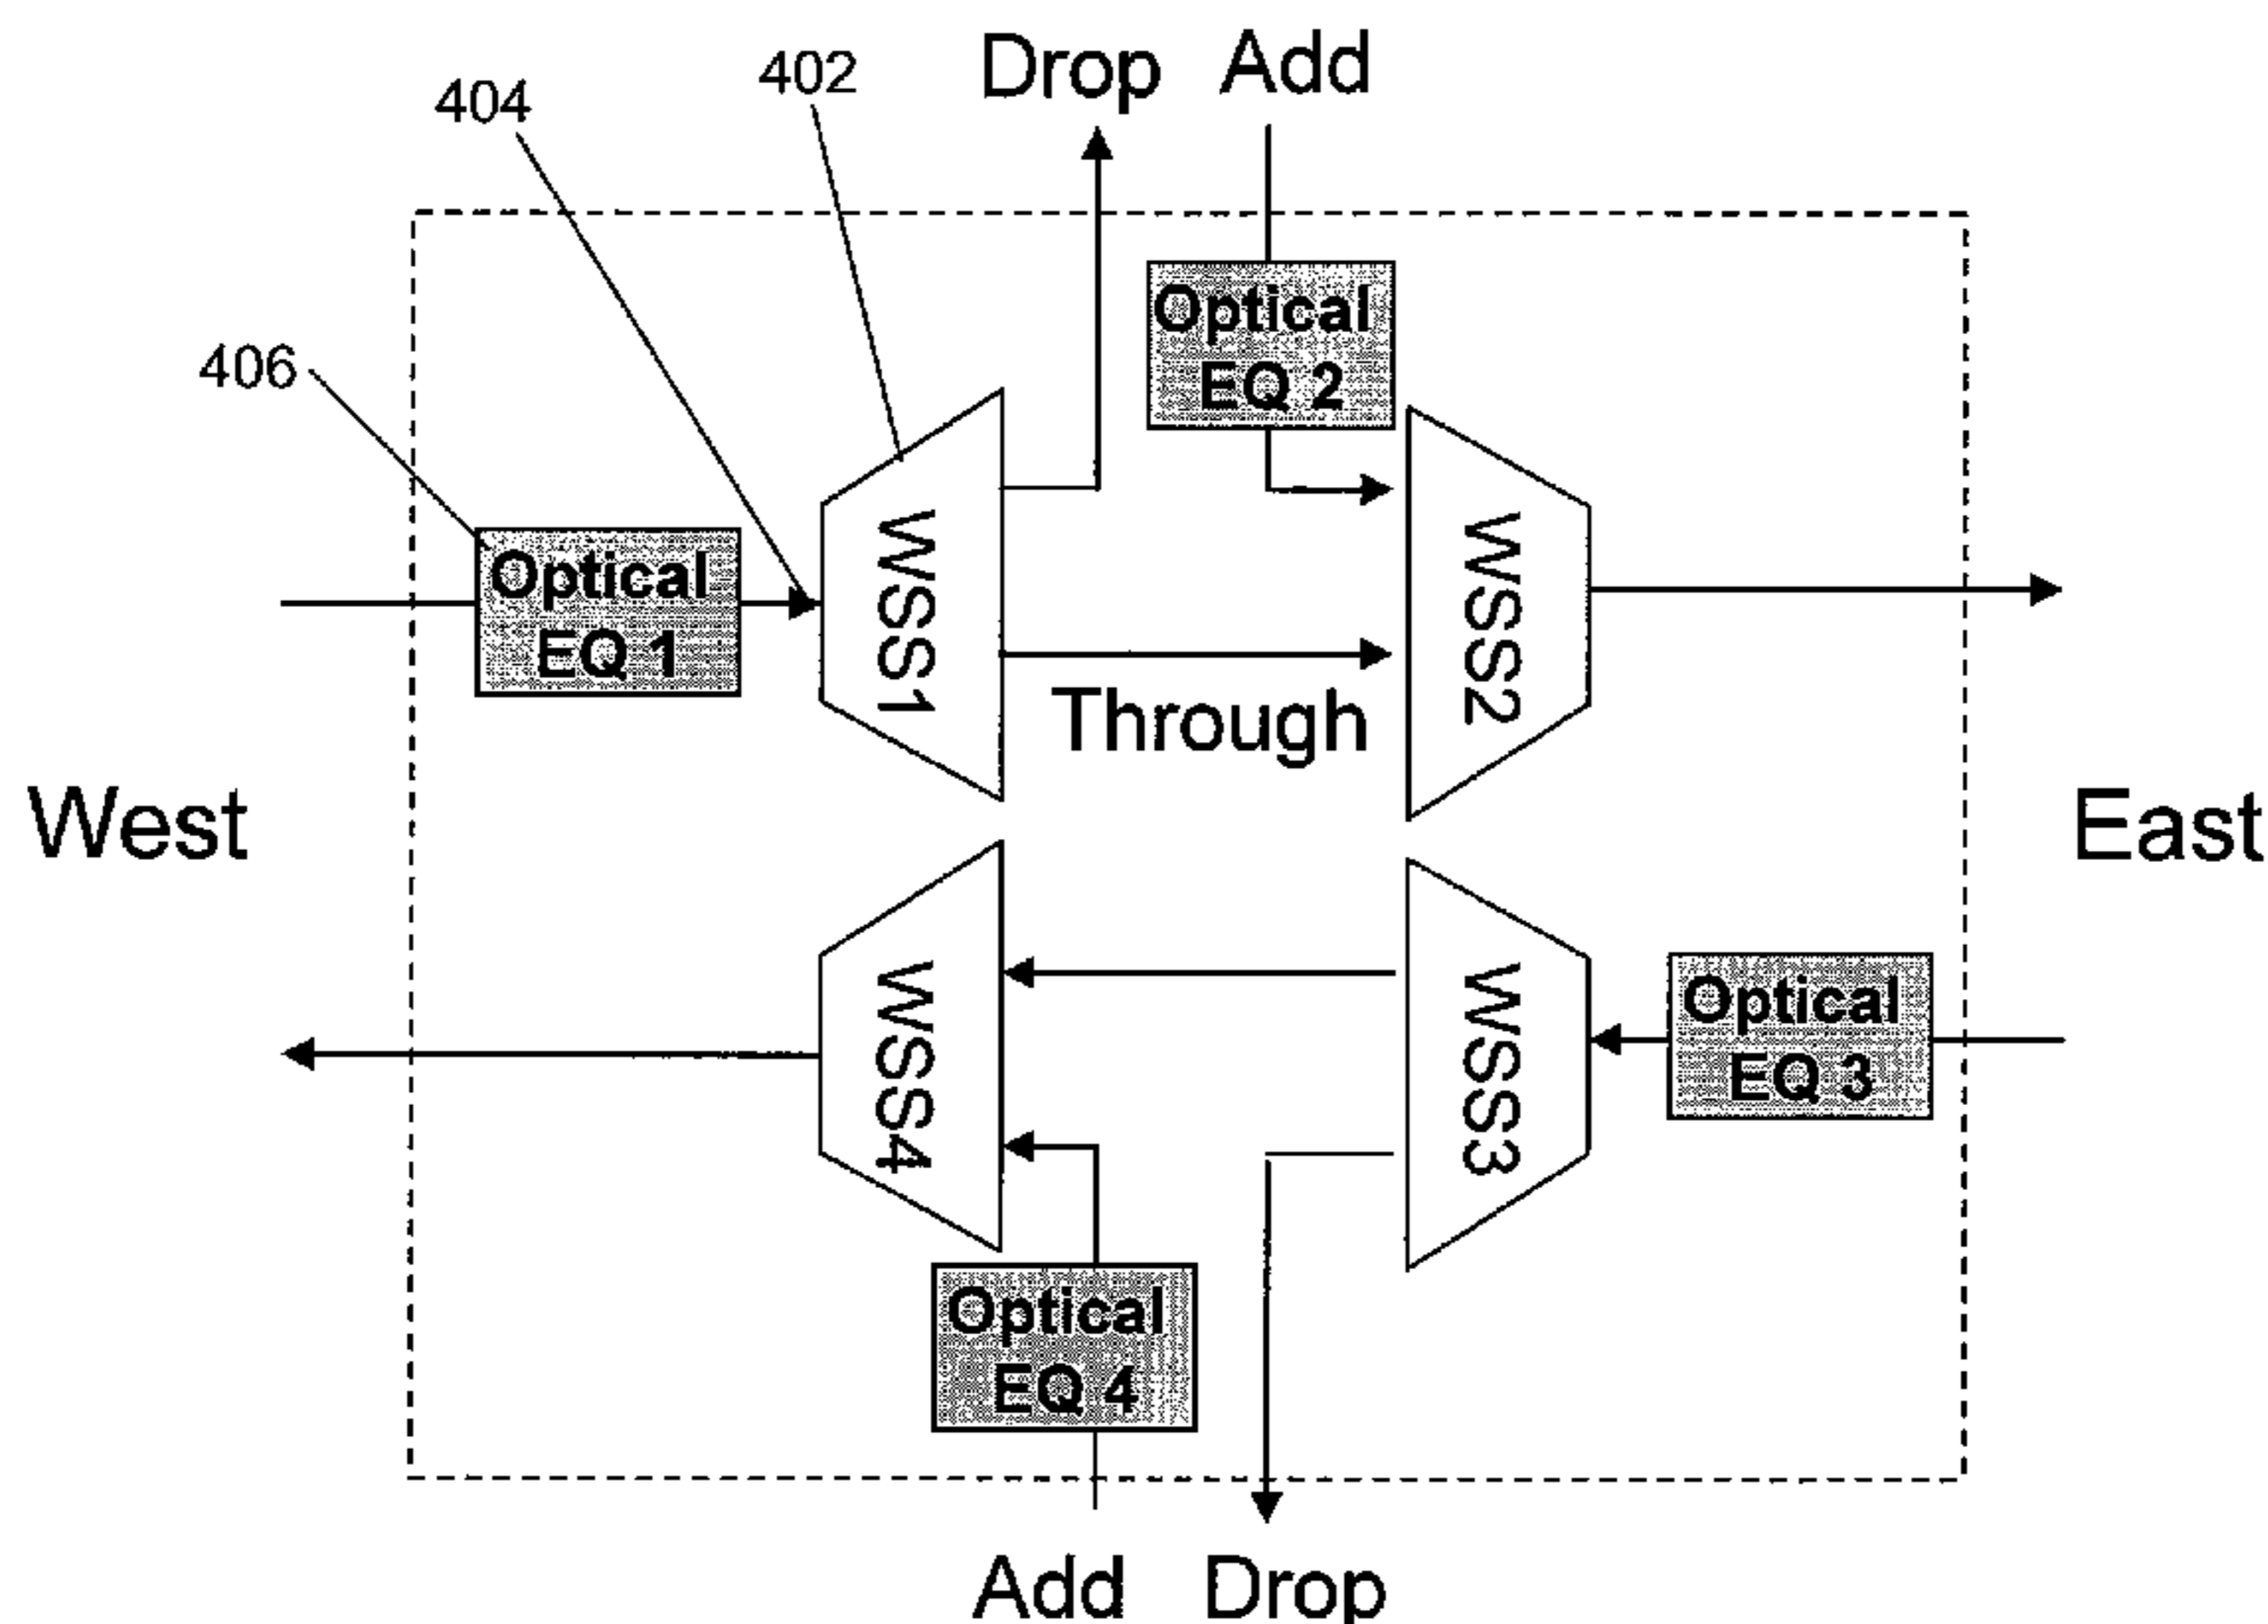 Drop Add
402
404
Optical
EQ 2
406
Optical
EQ 1
WSS1
WSS2
Through
West
East
WSS4
WSS3
Optical
EQ 3
Optical
EQ 4
Add Drop